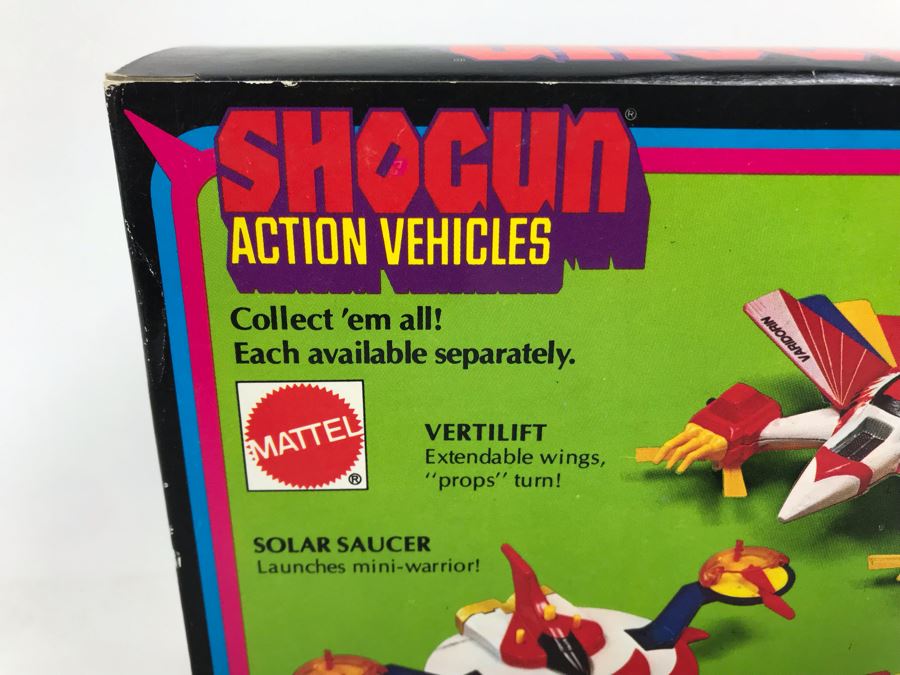 SHOGUN®
ACTION VEHICLES
Collect 'em all!
Each available separately.
MATTEL®
VERTILIFT
Extendable wings,
"props" turn!
VARIDORIN
SOLAR SAUCER
Launches mini-warrior!